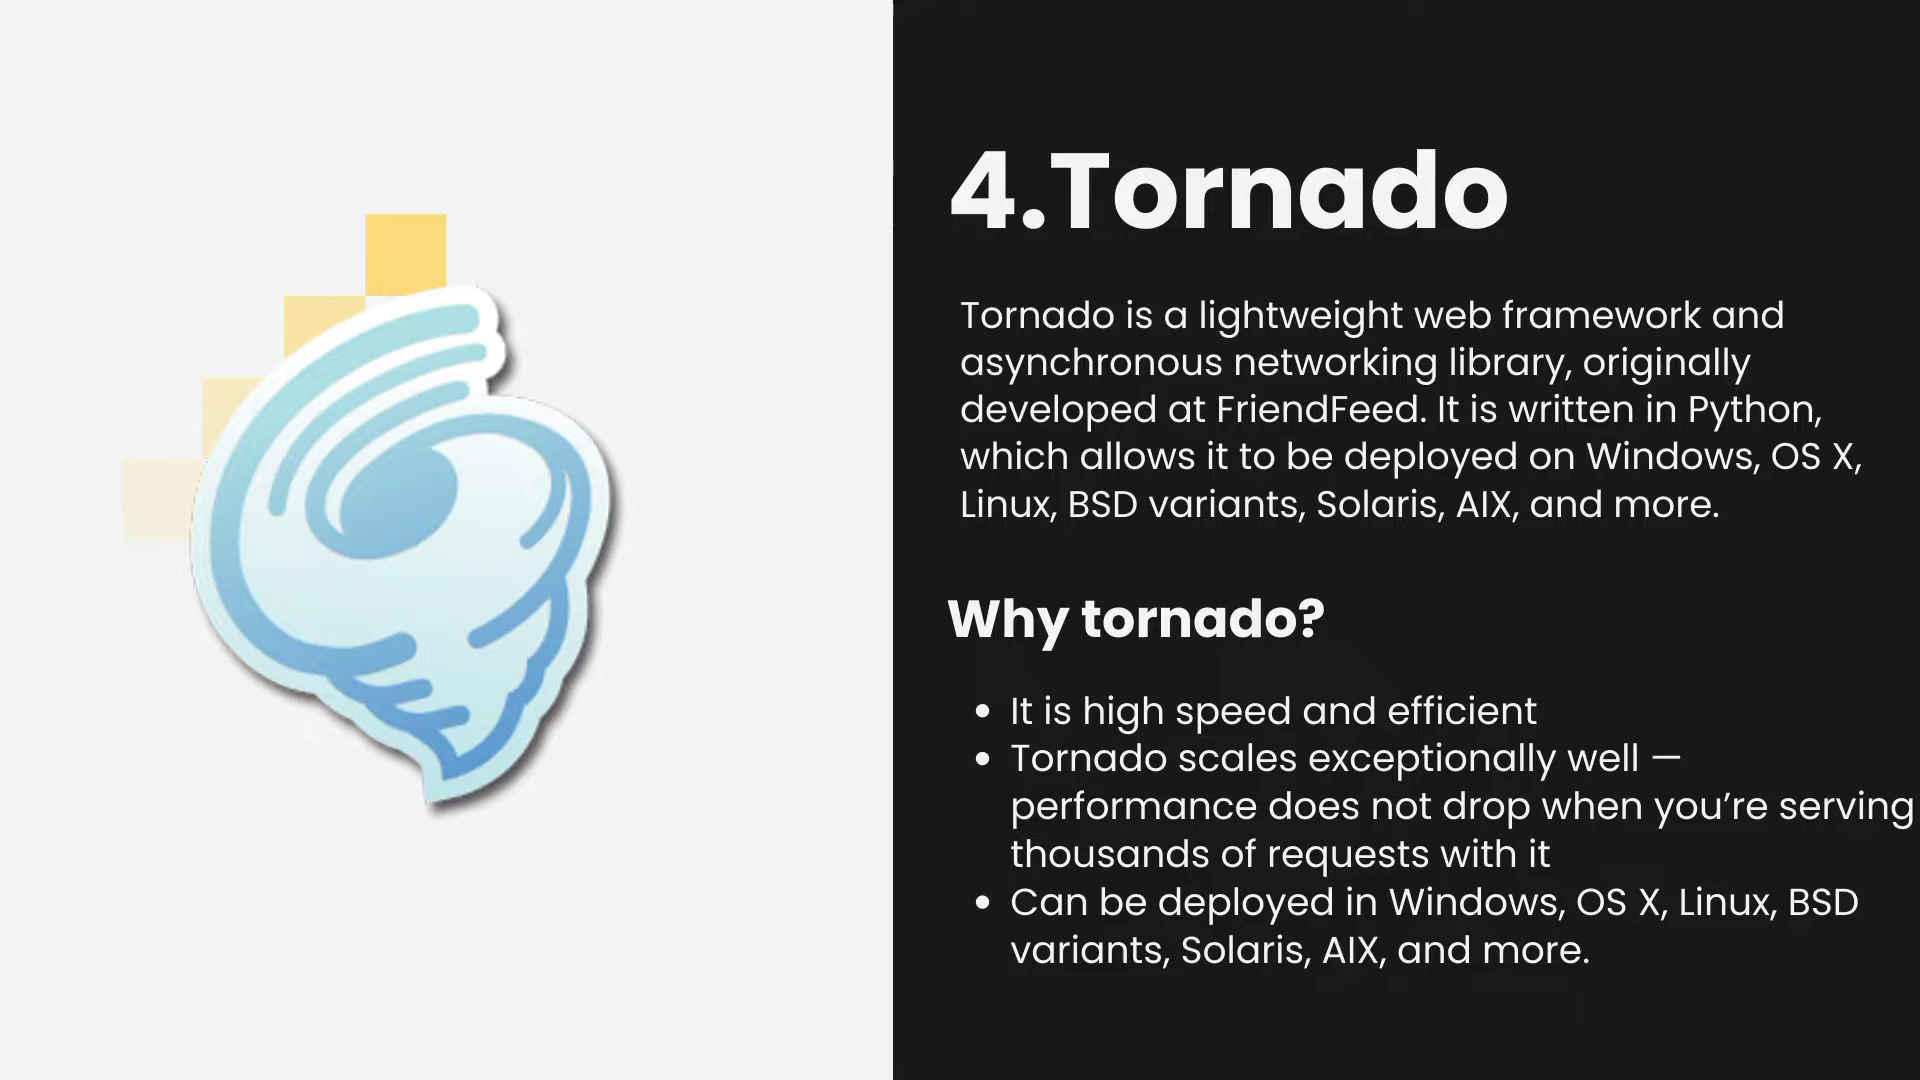 4.Tornado
Tornado is a lightweight web framework and
asynchronous networking library, originally
developed at FriendFeed. It is written in Python,
which allows it to be deployed on Windows, OS X,
Linux, BSD variants, Solaris, AIX, and more.
Why tornado?
• It is high speed and efficient
• Tornado scales exceptionally well —
performance does not drop when you’re serving
thousands of requests with it
• Can be deployed in Windows, OS X, Linux, BSD
variants, Solaris, AIX, and more.